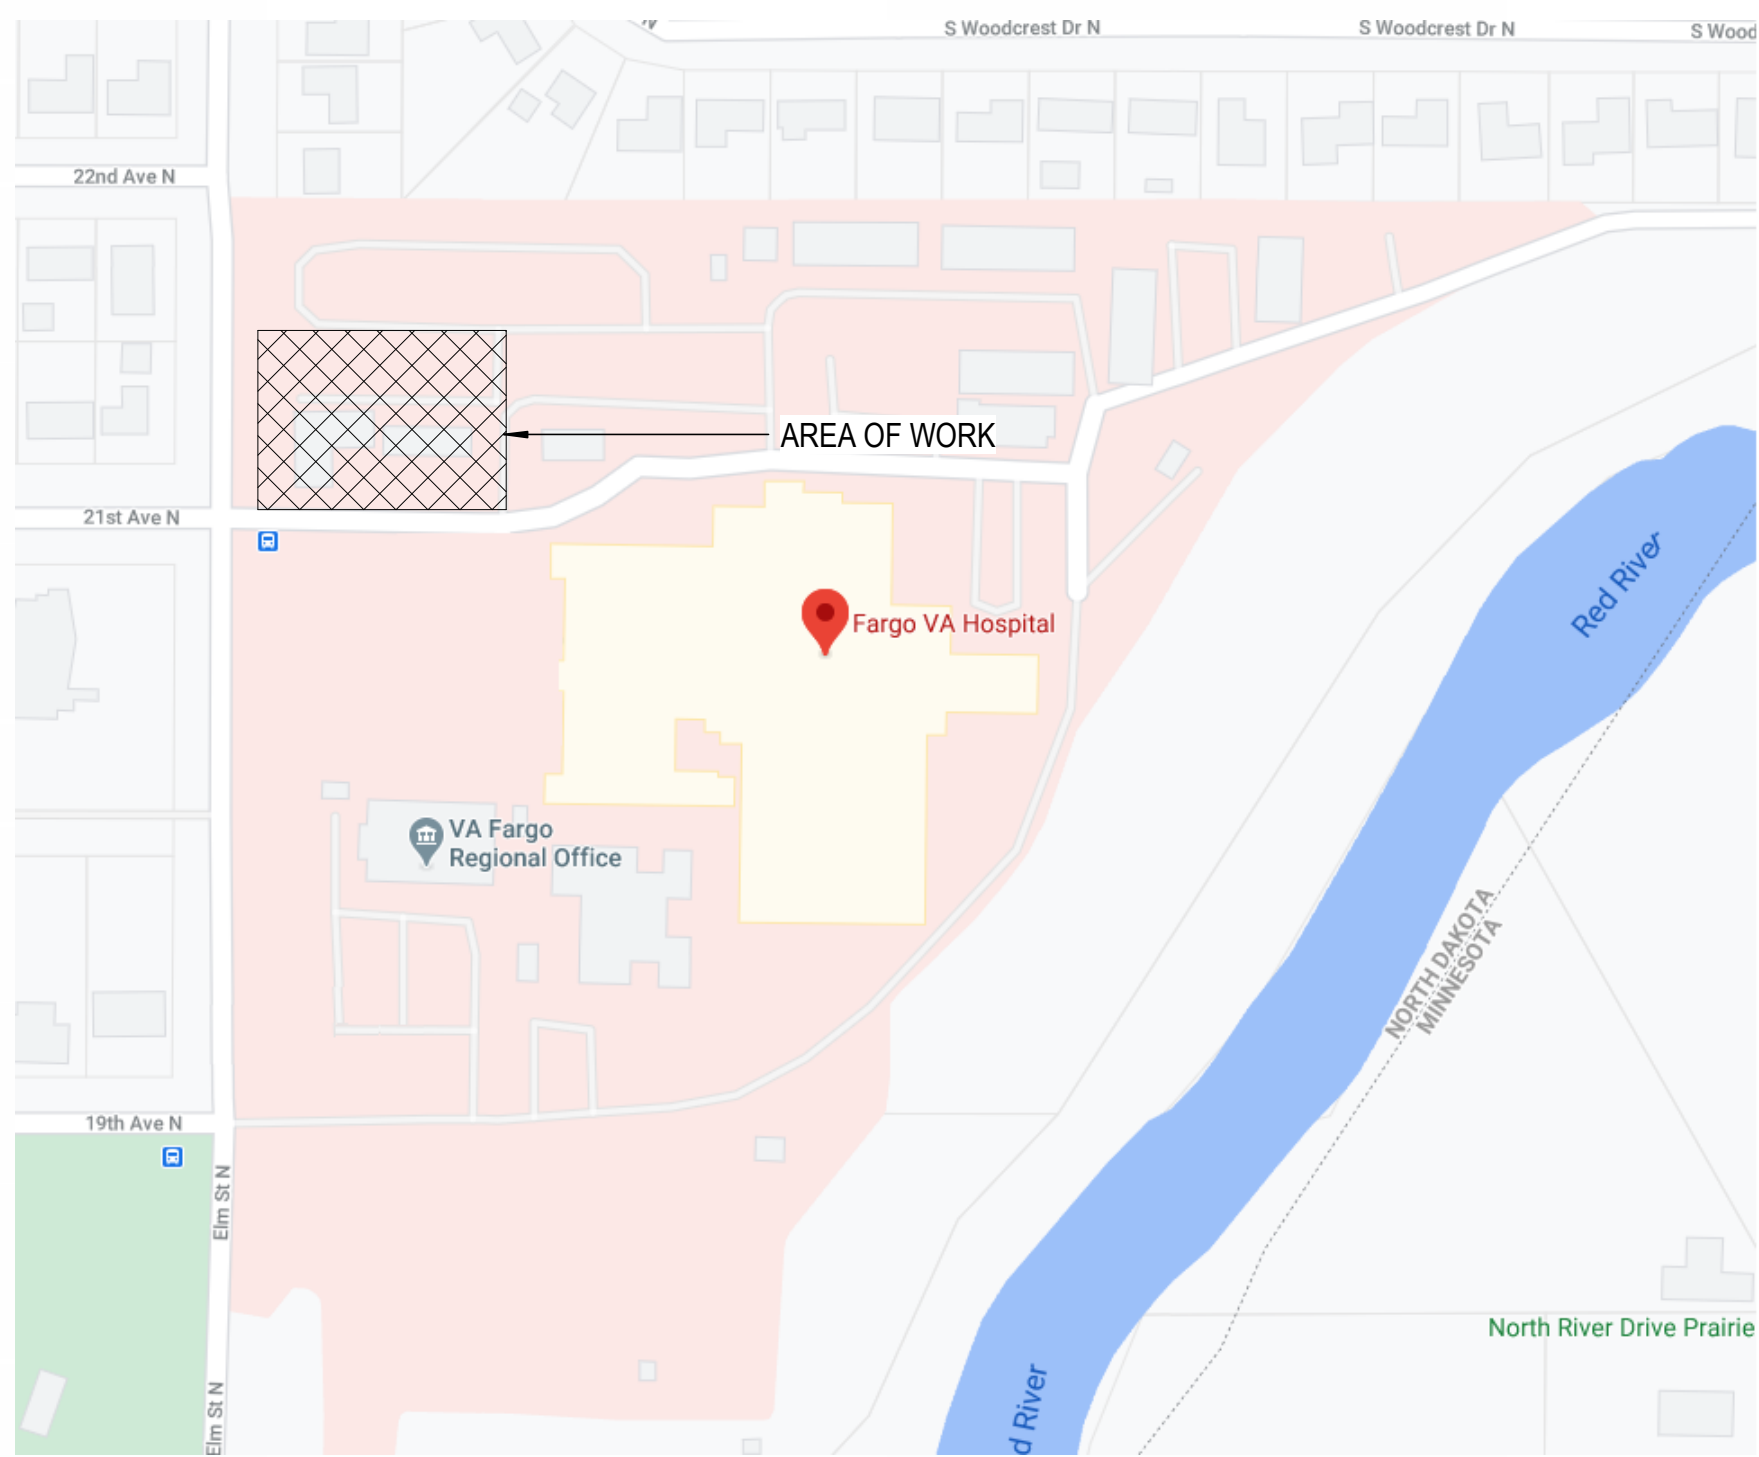 S Woodcrest Dr N
S Woodcrest Dr N
S Wood
22nd Ave N
AREA OF WORK
21st Ave N
Red River
Fargo VA Hospital
VA Fargo
Regional Office
NORTH DAKOTA
MINNESOTA
19th Ave N
Elm St N
North River Drive Prairie
Elm St N
d River